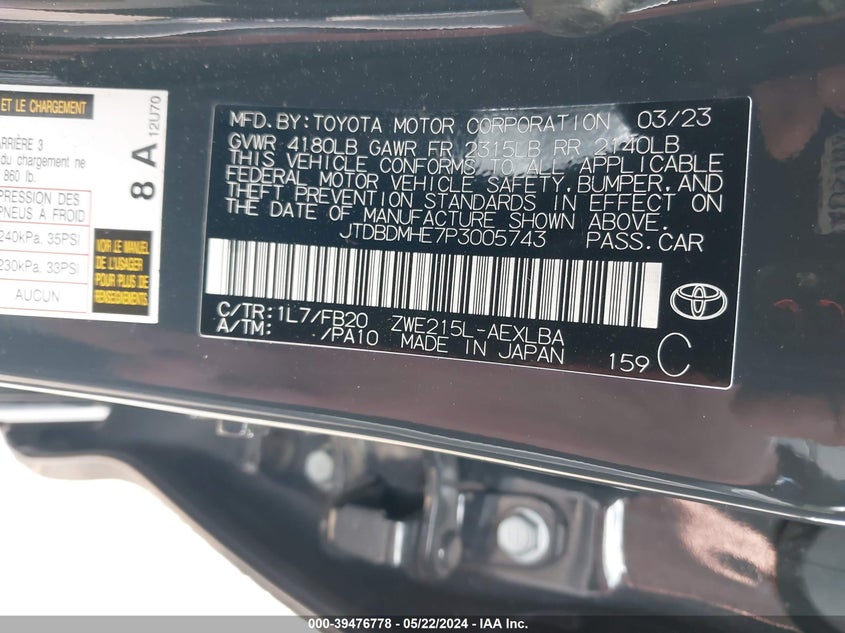 ET LE CHARGEMENT
ARRIÈRE 3
du chargement ne
860 lb.
PRESSION DES
PNEUS À FROID
240kPa, 35PSI
230kPa, 33PSI
AUCUN
MANUEL DE
L'USAGER
POUR PLUS DE
RENSEIGNEMENTS
8 A
12U70
MFD.BY:TOYOTA MOTOR CORPORATION 03/23
GVWR 4180LB GAWR FR 2315LB RR 2140LB
THIS VEHICLE CONFORMS TO ALL APPLICABLE
FEDERAL MOTOR VEHICLE SAFETY,BUMPER,AND
THEFT PREVENTION STANDARDS IN EFFECT ON
THE DATE OF MANUFACTURE SHOWN ABOVE.
JTDBDMHE7P3005743 PASS.CAR
C/TR:1L7/FB20 ZWE215L-AEXLBA
A/TM: /PA10 MADE IN JAPAN
159 C
000-39476778 - 05/22/2024 - IAA Inc.